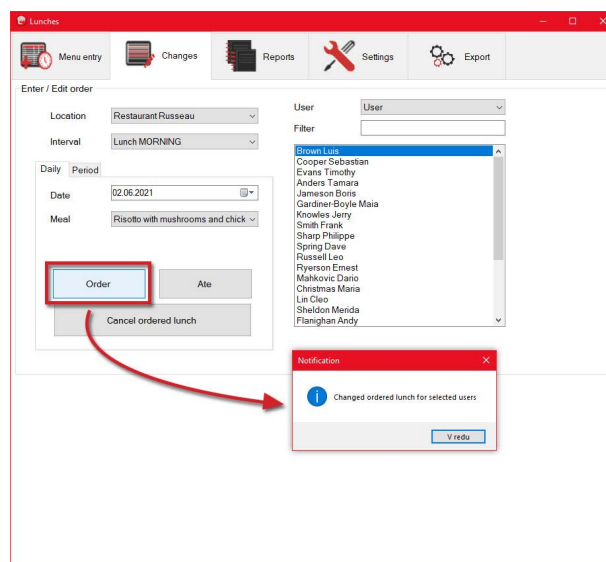 Lunches
Menu entry
Changes
Reports
Settings
Export
Enter / Edit order
Location
Restaurant Russeau
Interval
Lunch MORNING
Daily
Period
Date
02.06.2021
Meal
Risotto with mushrooms and chick
Order
Ate
Cancel ordered lunch
User
User
Filter
Brown Luis
Cooper Sebastian
Evans Timothy
Anders Tamara
Jameson Boris
Gardiner-Boyle Maia
Knowles Jerry
Smith Frank
Sharp Philippe
Spring Dave
Russell Leo
Ryerson Ernest
Mahkovic Dario
Christmas Maria
Lin Cleo
Sheldon Merida
Flanighan Andy
Notification
Changed ordered lunch for selected users
V redu